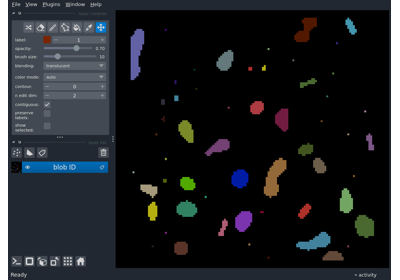 File View Plugins Window Help
label: 1
opacity: 0.70
brush size: 10
blending: translucent
color mode: auto
contour: 0
n edit dim: 2
contiguous:
preserve
labels:
show
selected:
blob ID
Ready
activity